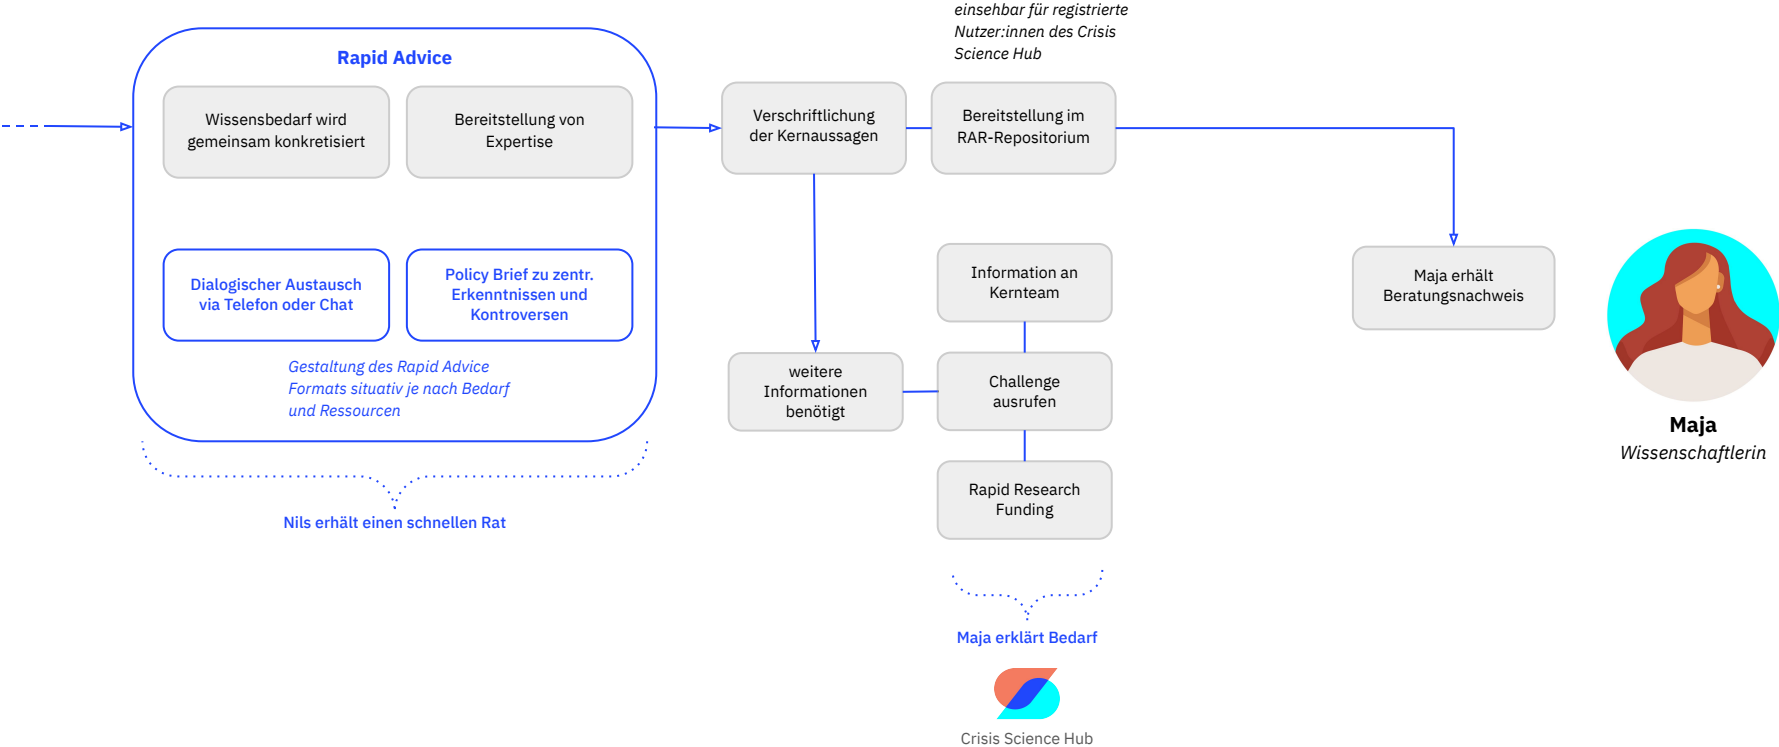 einsehbar für registrierte
Nutzer:innen des Crisis
Science Hub
Rapid Advice
Wissensbedarf wird
gemeinsam konkretisiert
Bereitstellung von
Expertise
Verschriftlichung
der Kernaussagen
Bereitstellung im
RAR-Repositorium
Dialogischer Austausch
via Telefon oder Chat
Policy Brief zu zentr.
Erkenntnissen und
Kontroversen
Gestaltung des Rapid Advice
Formats situativ je nach Bedarf
und Ressourcen
Nils erhält einen schnellen Rat
weitere
Informationen
benötigt
Information an
Kernteam
Challenge
ausrufen
Rapid Research
Funding
Maja erklärt Bedarf
Crisis Science Hub
Maja erhält
Beratungsnachweis
Maja
Wissenschaftlerin